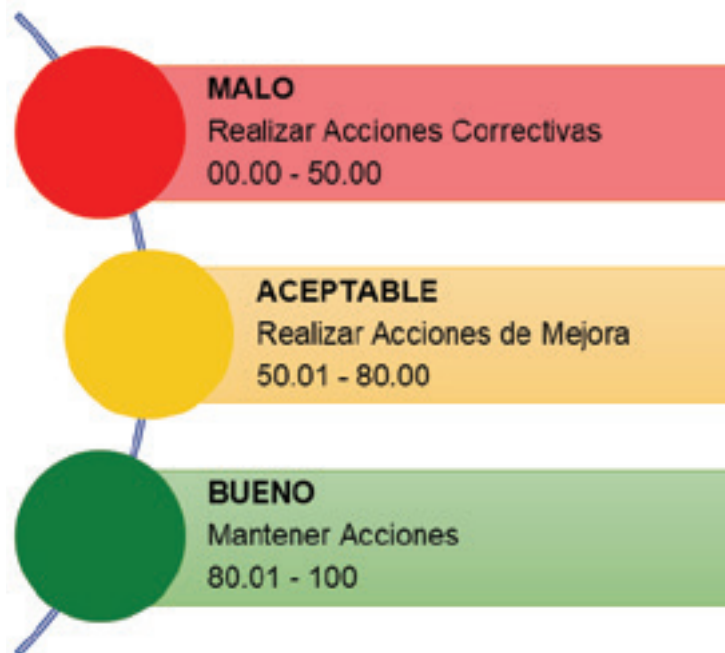 MALO
Realizar Acciones Correctivas
00.00 - 50.00
ACEPTABLE
Realizar Acciones de Mejora
50.01 - 80.00
BUENO
Mantener Acciones
80.01 - 100